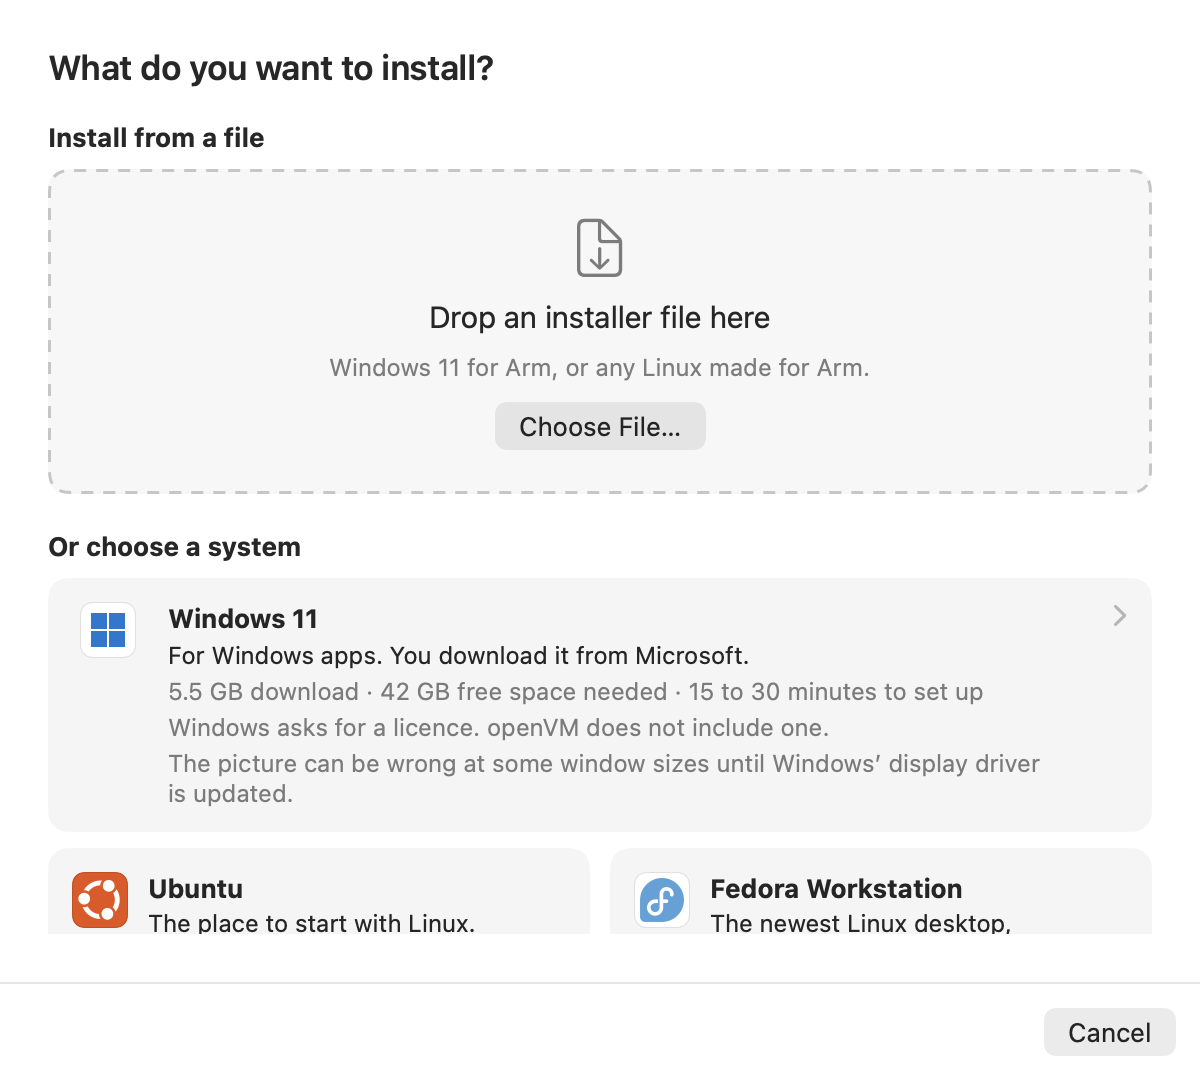 What do you want to install?
Install from a file
Drop an installer file here
Windows 11 for Arm, or any Linux made for Arm.
Choose File...
Or choose a system
Windows 11
For Windows apps. You download it from Microsoft.
5.5 GB download · 42 GB free space needed · 15 to 30 minutes to set up
Windows asks for a licence. openVM does not include one.
The picture can be wrong at some window sizes until Windows’ display driver
is updated.
Ubuntu
The place to start with Linux.
Fedora Workstation
The newest Linux desktop,
Cancel